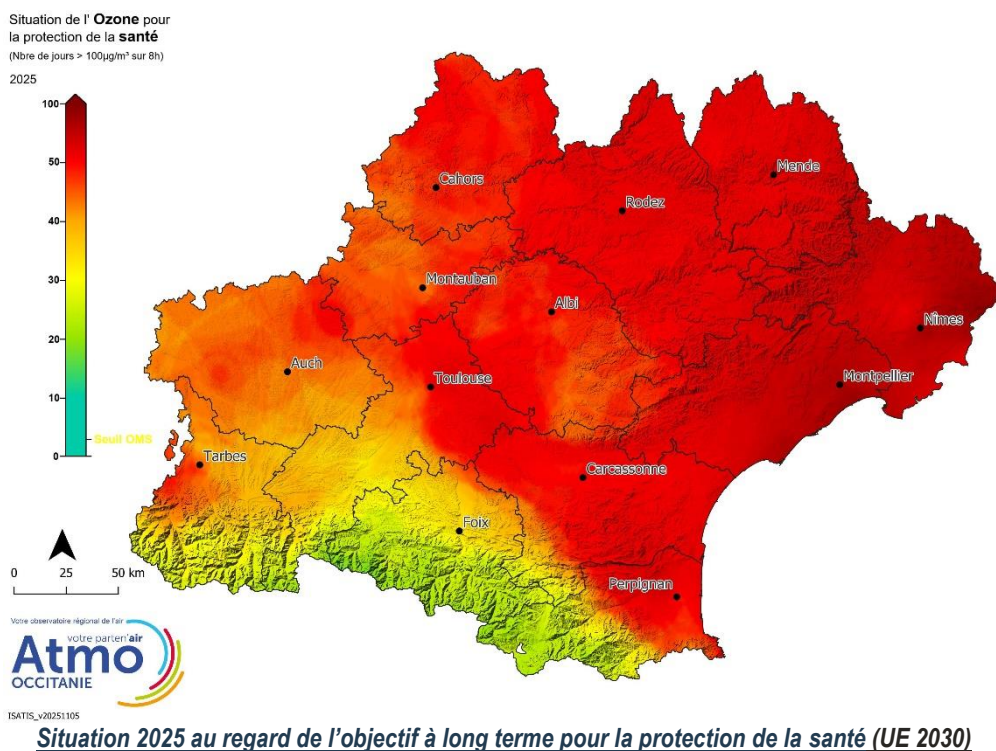 Situation de l' Ozone pour
la protection de la santé
(Nbre de jours > 100µg/m³ sur 8h)
2025
100
50
40
30
20
10
Seuil OMS
0
Cahors
Mende
Rodez
Montauban
Albi
Nîmes
Auch
Toulouse
Montpellier
Tarbes
Carcassonne
Foix
Perpignan
0 25 50 km
Votre observatoire régional de l'air
votre parten'air
Atmo
OCCITANIE
ISATIS_v20251105
Situation 2025 au regard de l'objectif à long terme pour la protection de la santé (UE 2030)